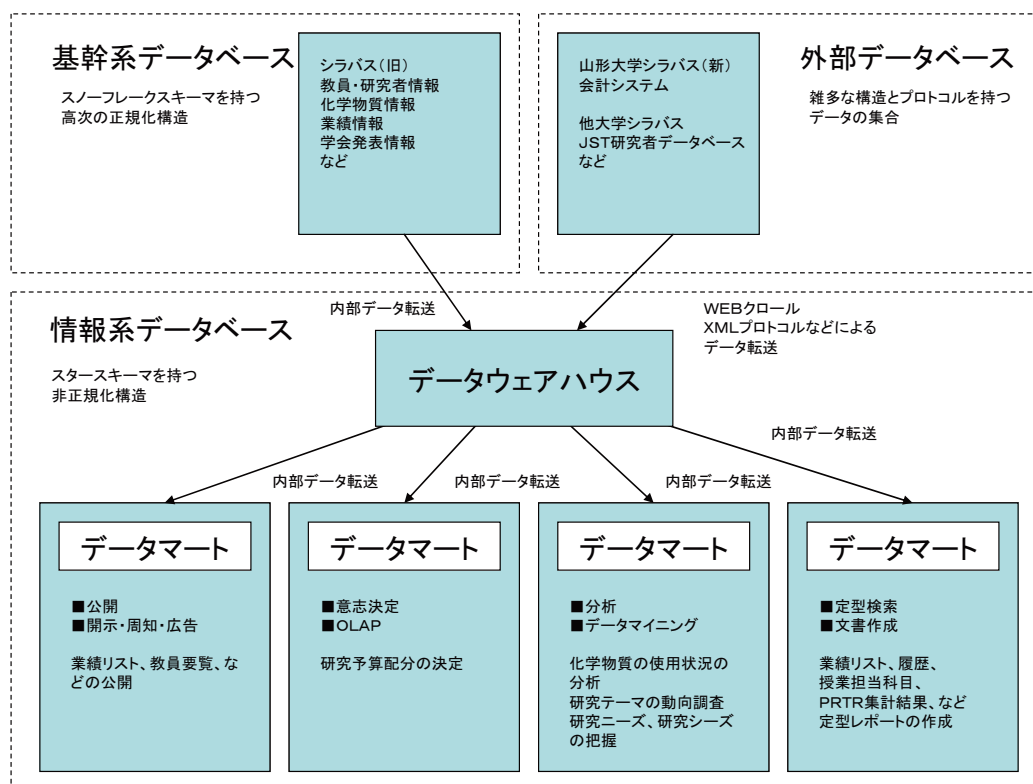 基幹系データベース
スノーフレークスキーマを持つ
高次の正規化構造
シラバス（旧）
教員・研究者情報
化学物質情報
業績情報
学会発表情報
など
山形大学シラバス（新）
会計システム
他大学シラバス
JST研究者データベース
など
外部データベース
雑多な構造とプロトコルを持つ
データの集合
情報系データベース
スタースキーマを持つ
非正規化構造
内部データ転送
WEBクロール
XMLプロトコルなどによる
データ転送
データウェアハウス
内部データ転送
内部データ転送
内部データ転送
内部データ転送
データマート
■公開
■開示・周知・広告
業績リスト、教員要覧、な
どの公開
データマート
■意志決定
■OLAP
研究予算配分の決定
データマート
■分析
■データマイニング
化学物質の使用状況の
分析
研究テーマの動向調査
研究ニーズ、研究シーズ
の把握
データマート
■定型検索
■文書作成
業績リスト、履歴、
授業担当科目、
PRTR集計結果、など
定型レポートの作成